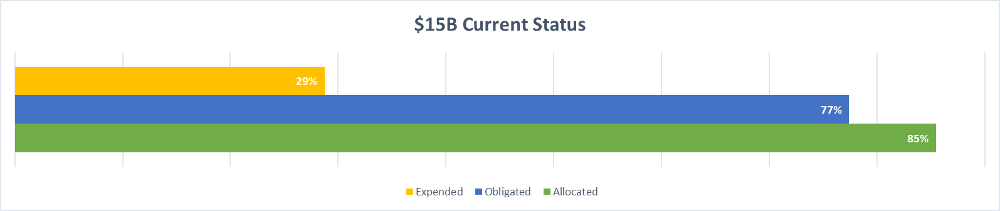 $15B Current Status
29%
77%
85%
Expended Obligated Allocated